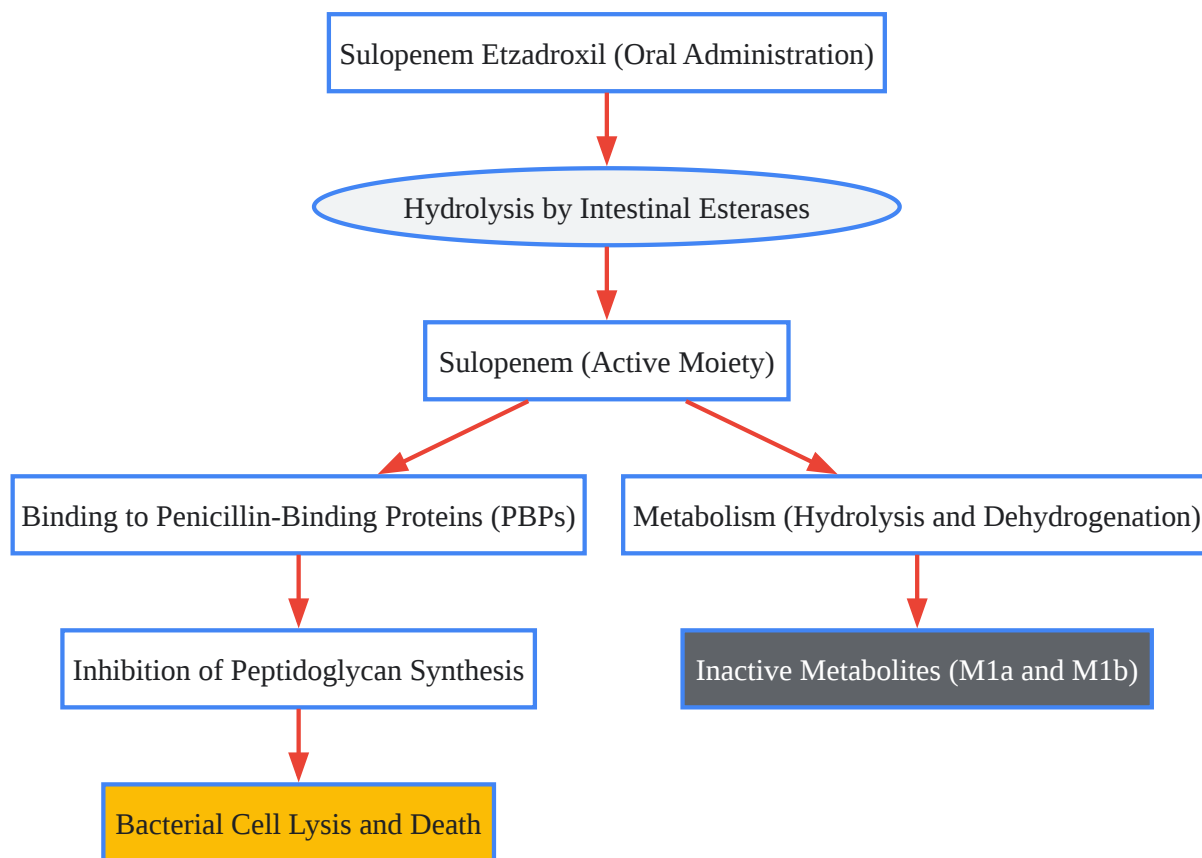 Sulopenem Etzadroxil (Oral Administration)
Hydrolysis by Intestinal Esterases
Sulopenem (Active Moiety)
Binding to Penicillin-Binding Proteins (PBPs)
Metabolism (Hydrolysis and Dehydrogenation)
Inhibition of Peptidoglycan Synthesis
Inactive Metabolites (M1a and M1b)
Bacterial Cell Lysis and Death